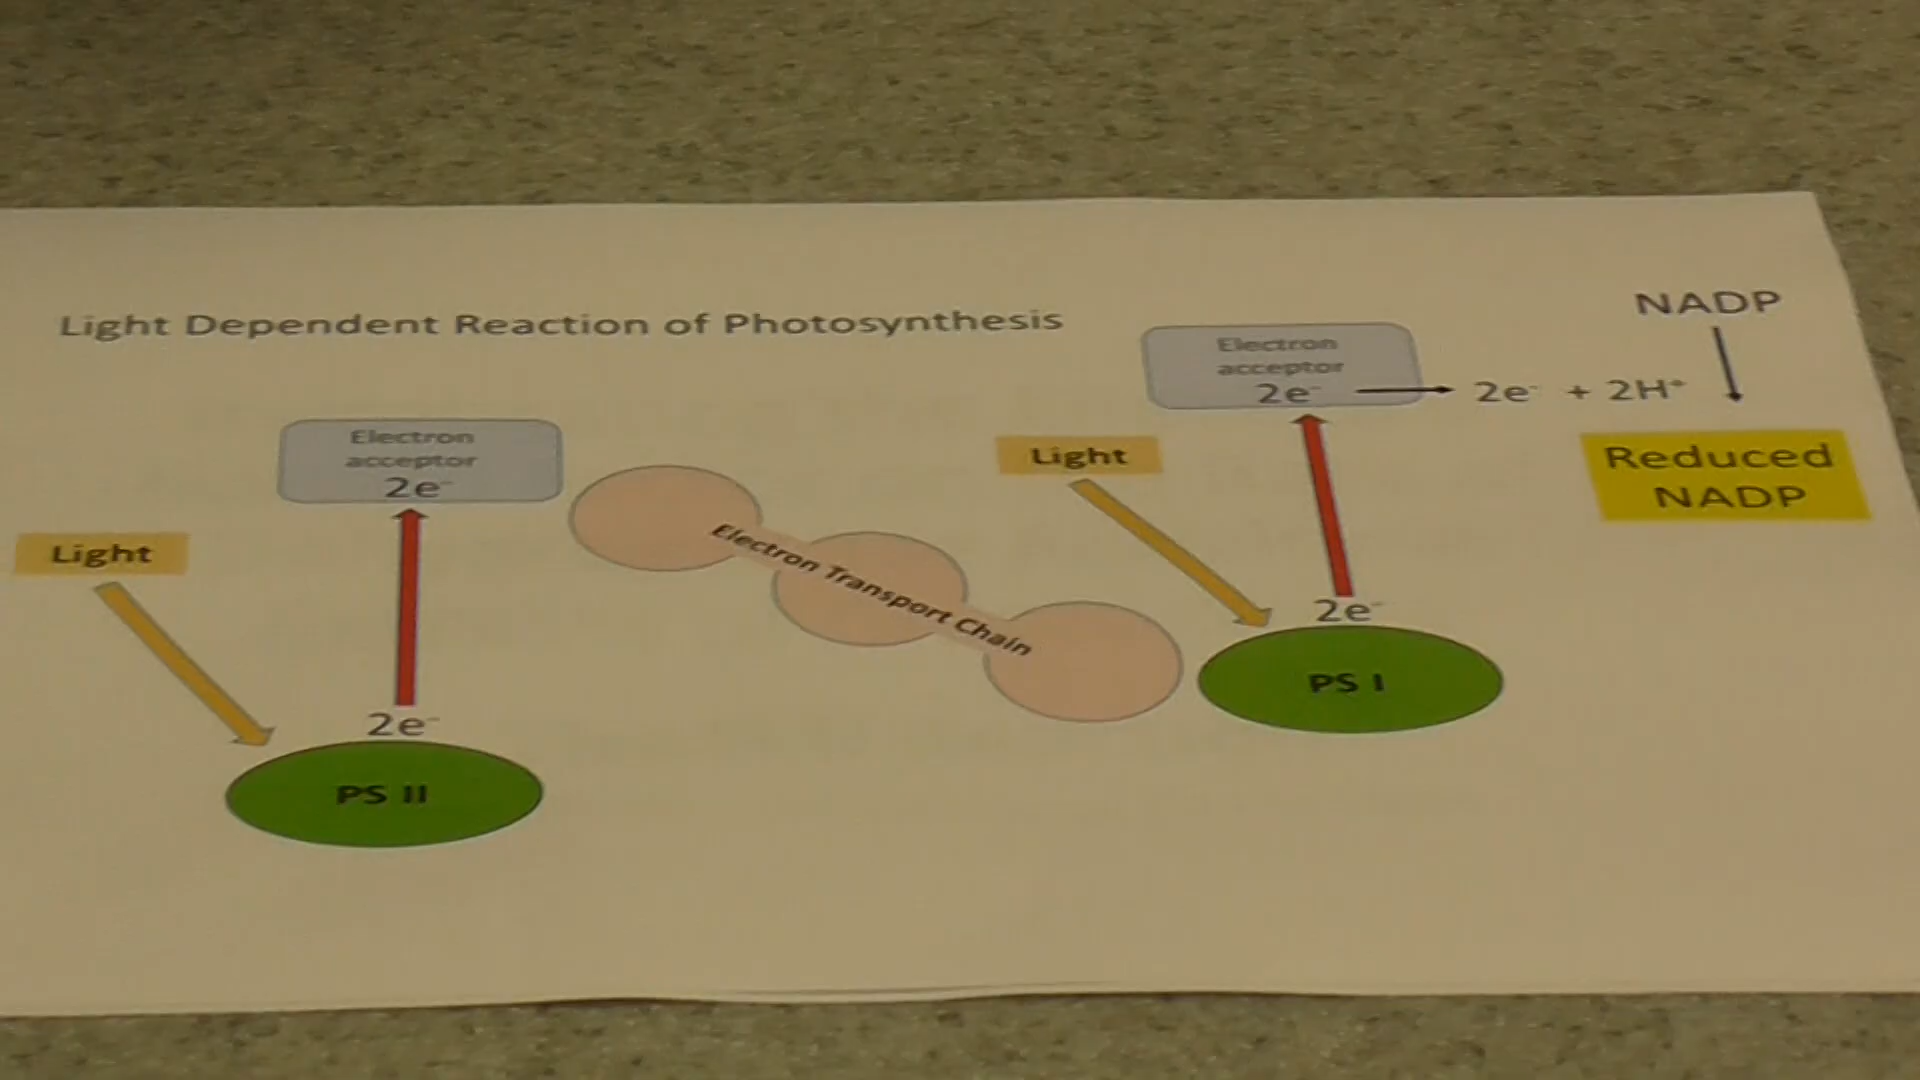 Light Dependent Reaction of Photosynthesis
Light
Electron
acceptor
2e⁻
2e⁻
PS II
Electron Transport Chain
Light
Electron
acceptor
2e⁻
2e⁻
PS I
2e⁻ + 2H⁺
NADP
Reduced
NADP